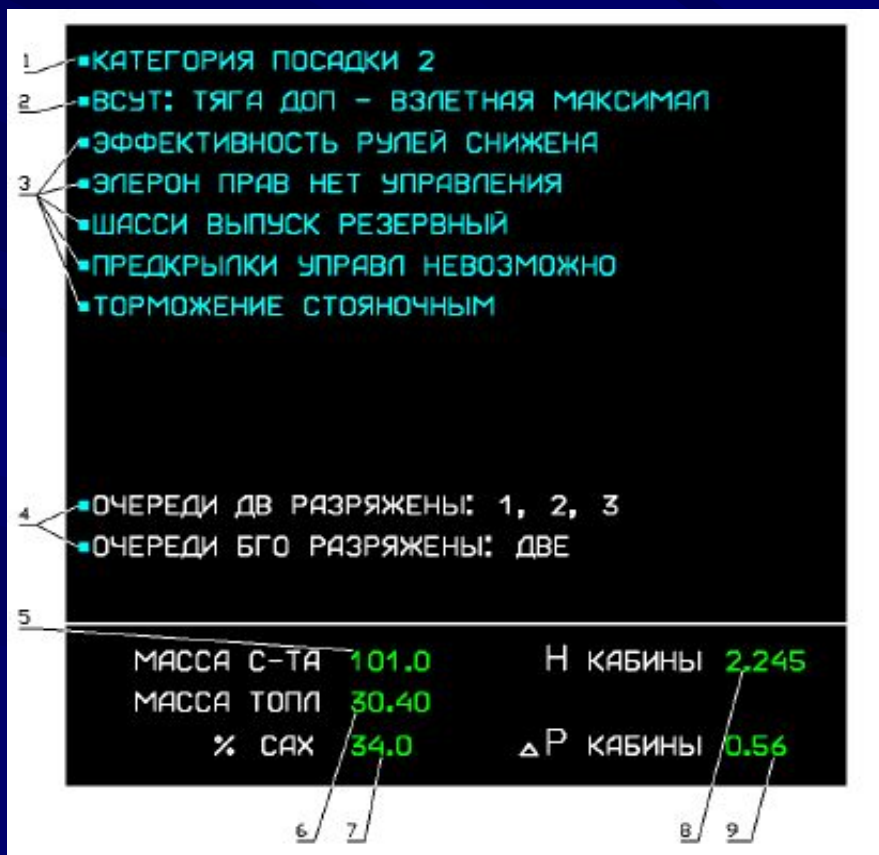 1 ▪КАТЕГОРИЯ ПОСАДКИ 2
2 ▪ВСУТ: ТЯГА ДОП - ВЗЛЕТНАЯ МАКСИМАЛ
▪ЭФФЕКТИВНОСТЬ РУЛЕЙ СНИЖЕНА
3 ▪ЭЛЕРОН ПРАВ НЕТ УПРАВЛЕНИЯ
▪ШАССИ ВЫПУСК РЕЗЕРВНЫЙ
▪ПРЕДКРЫЛКИ УПРАВЛ НЕВОЗМОЖНО
▪ТОРМОЖЕНИЕ СТОЯНОЧНЫМ
4 ▪ОЧЕРЕДИ ДВ РАЗРЯЖЕНЫ: 1, 2, 3
▪ОЧЕРЕДИ БГО РАЗРЯЖЕНЫ: ДВЕ
5
МАССА С-ТА 101.0 Н КАБИНЫ 2.245
МАССА ТОПЛ 30.40
% САХ 34.0 △Р КАБИНЫ 0.56
6 7 8 9